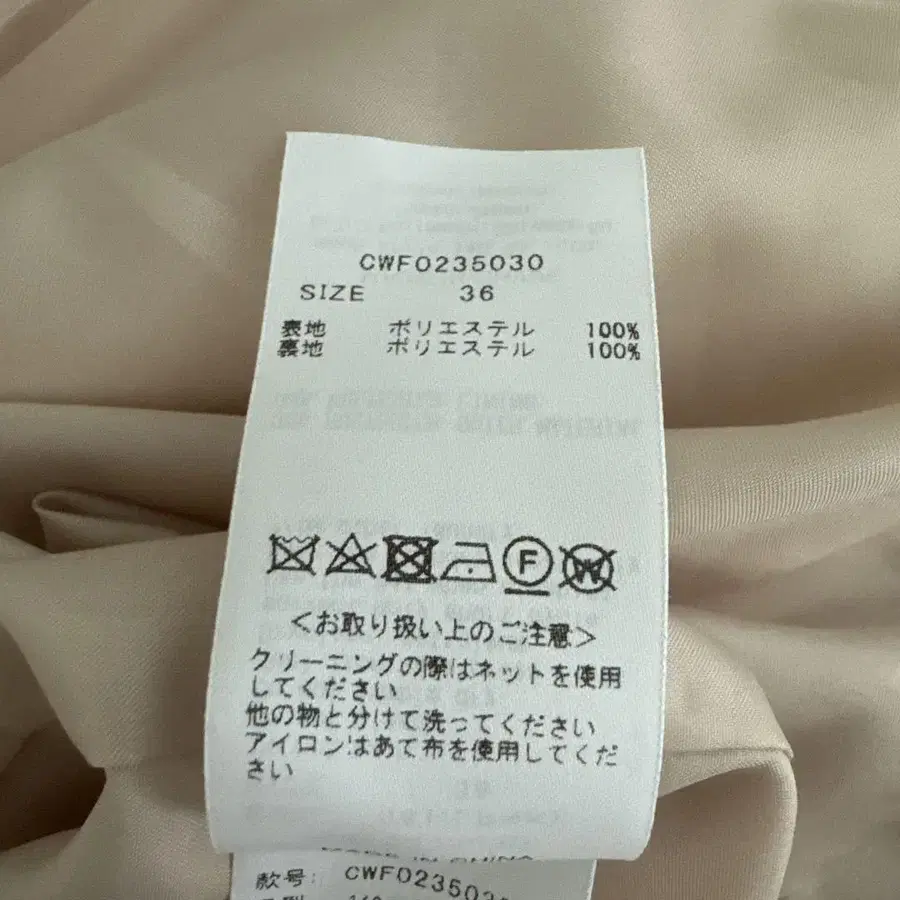 CWF0235030
SIZE 36
表地 ポリエステル 100%
裏地 ポリエステル 100%
F
W
<お取り扱い上のご注意>
クリーニングの際はネットを使用
してください
他の物と分けて洗ってください
アイロンはあて布を使用してくだ
さい
MADE IN CHINA
款号: CWF023503